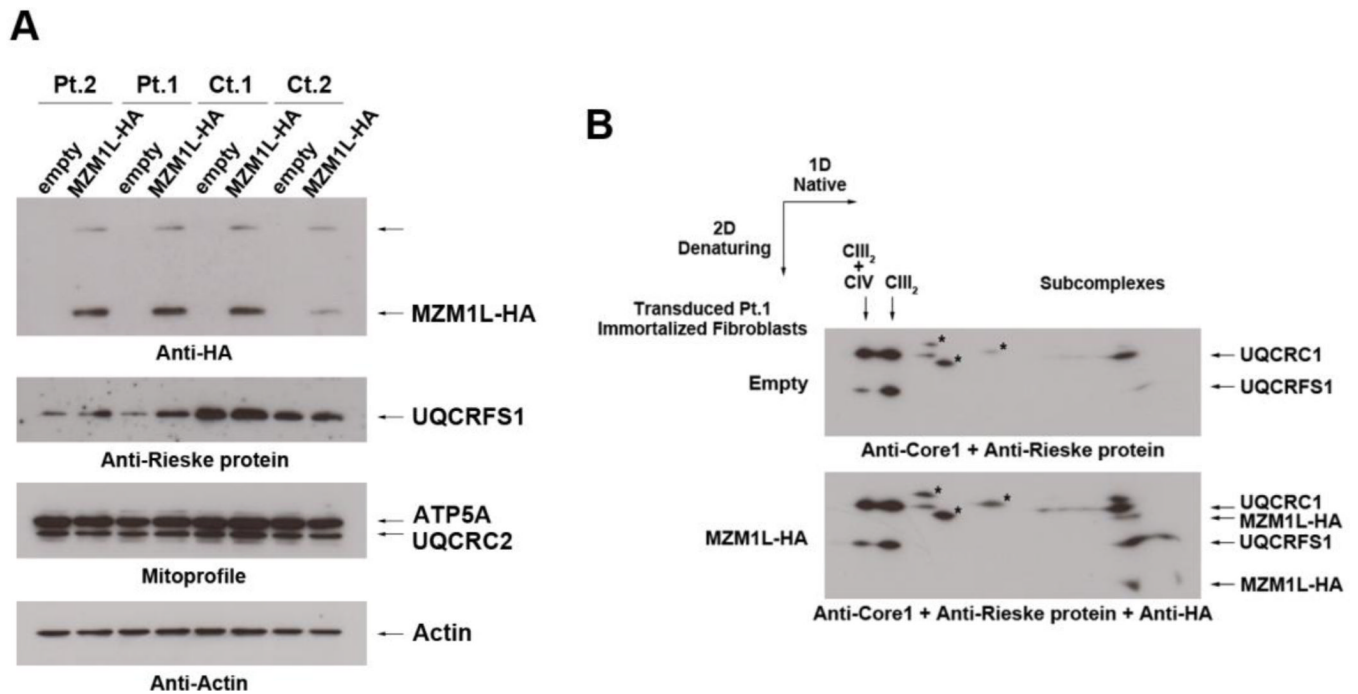 A
Pt.2 Pt.1 Ct.1 Ct.2
empty MZM1L-HA empty MZM1L-HA empty MZM1L-HA empty MZM1L-HA
MZM1L-HA
Anti-HA
UQCRFS1
Anti-Rieske protein
ATP5A
UQCRC2
Mitoprofile
Actin
Anti-Actin
B
1D
Native
2D
Denaturing
CIII2
+
CIV CIII2
Subcomplexes
Transduced Pt.1
Immortalized Fibroblasts
* * *
UQCRC1
Empty
UQCRFS1
Anti-Core1 + Anti-Rieske protein
* * *
UQCRC1
MZM1L-HA
MZM1L-HA
UQCRFS1
MZM1L-HA
Anti-Core1 + Anti-Rieske protein + Anti-HA